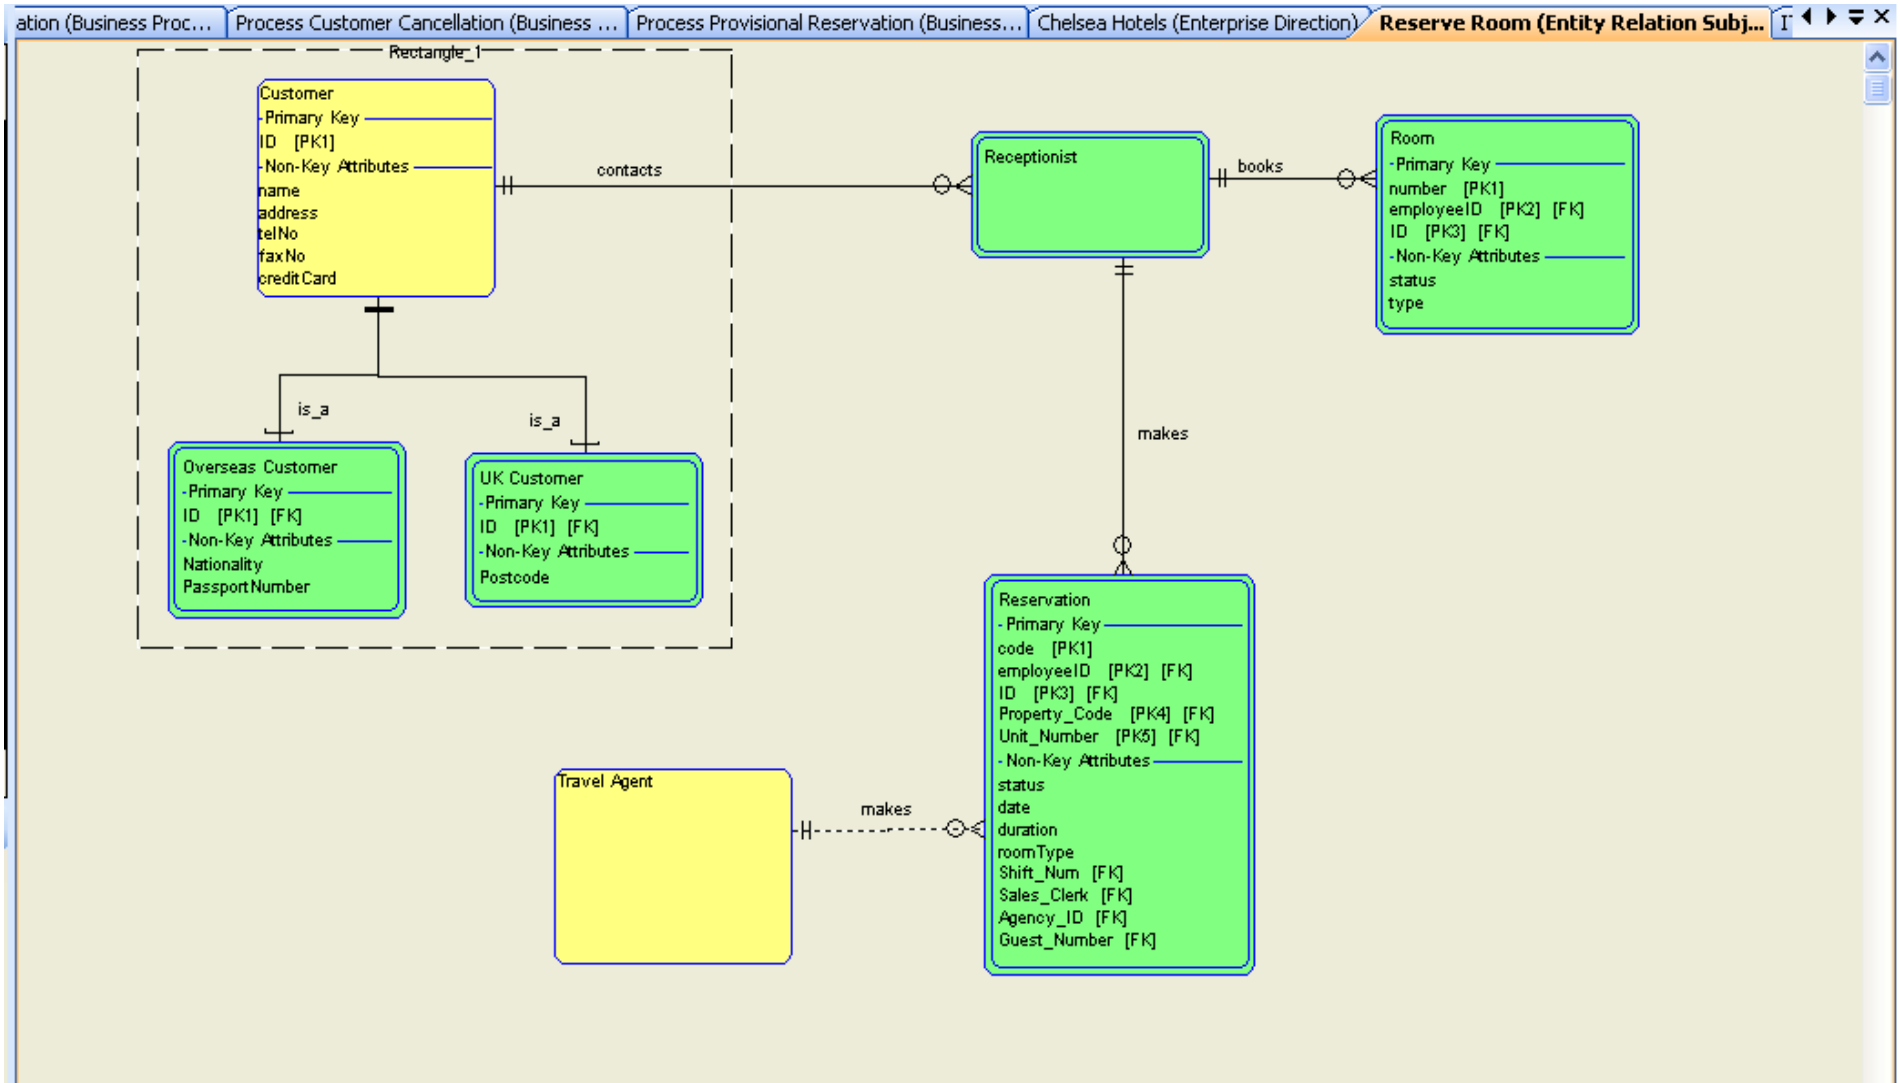 ation (Business Proc...
Process Customer Cancellation (Business ...
Process Provisional Reservation (Business...
Chelsea Hotels (Enterprise Direction)
Reserve Room (Entity Relation Subj...
Rectangle_1
Customer
Primary Key
ID [PK1]
Non-Key Attributes
name
address
telNo
faxNo
creditCard
contacts
Receptionist
books
Room
Primary Key
number [PK1]
employeeID [PK2] [FK]
ID [PK3] [FK]
Non-Key Attributes
status
type
is_a
is_a
Overseas Customer
Primary Key
ID [PK1] [FK]
Non-Key Attributes
Nationality
PassportNumber
UK Customer
Primary Key
ID [PK1] [FK]
Non-Key Attributes
Postcode
makes
Reservation
Primary Key
code [PK1]
employeeID [PK2] [FK]
ID [PK3] [FK]
Property_Code [PK4] [FK]
Unit_Number [PK5] [FK]
Non-Key Attributes
status
date
duration
roomType
Shift_Num [FK]
Sales_Clerk [FK]
Agency_ID [FK]
Guest_Number [FK]
Travel Agent
makes